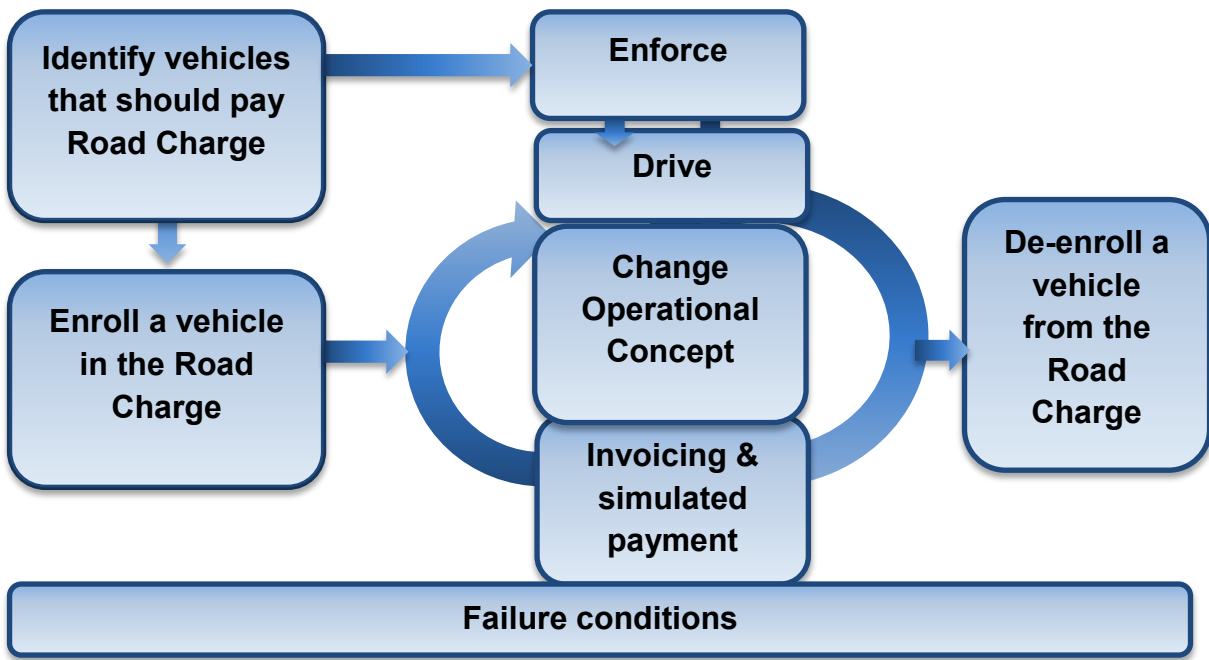 Identify vehicles
that should pay
Road Charge
Enforce
Drive
Enroll a vehicle
in the Road
Charge
Change
Operational
Concept
Invoicing &
simulated
payment
De-enroll a
vehicle
from the
Road
Charge
Failure conditions